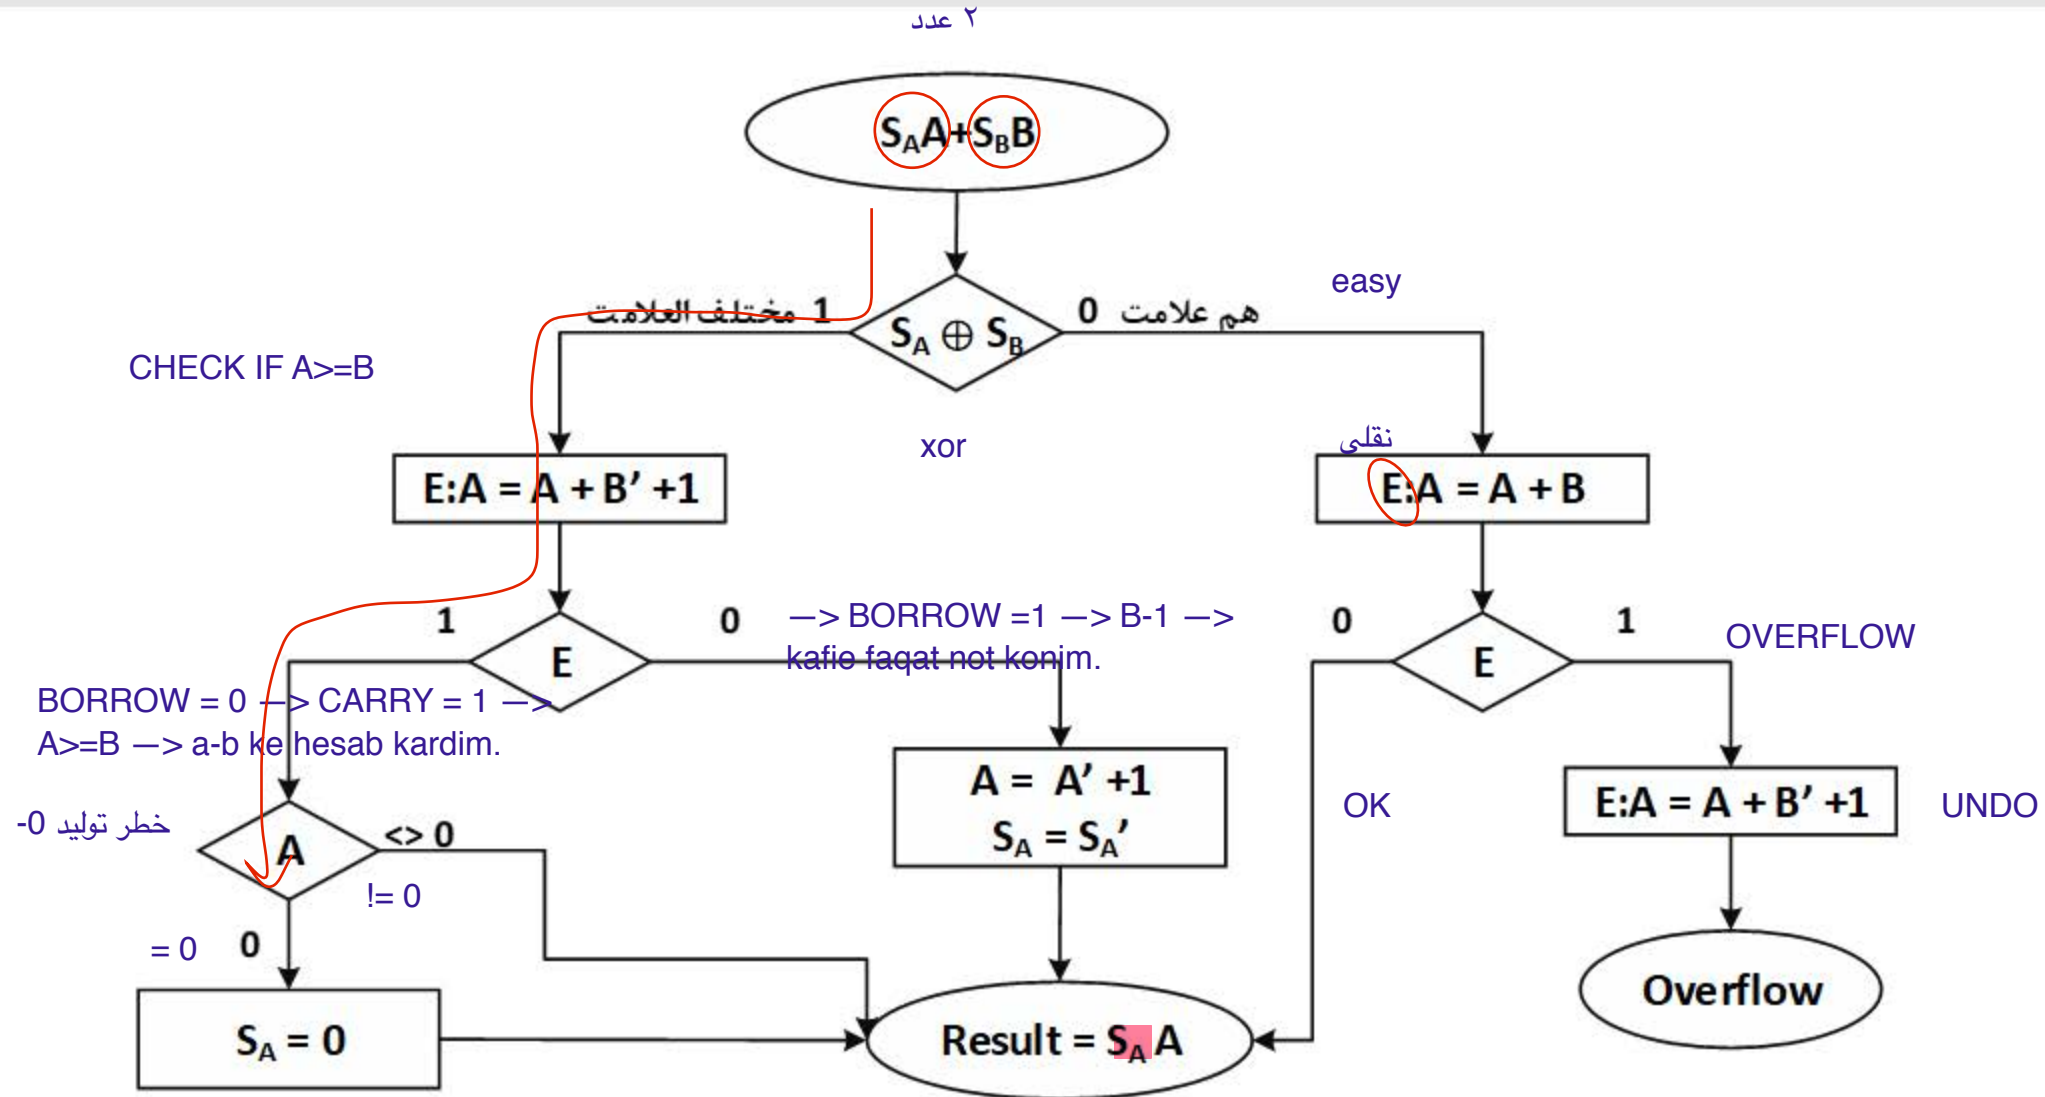 ۲ عدد
SAA+SBB
easy
1 مختلف العلامت
SA ⊕ SB
0 هم علامت
CHECK IF A>=B
xor
نقلی
E:A = A + B’ +1
E:A = A + B
1
E
0
—> BORROW =1 —> B-1 —>
kafie faqat not konim.
0
E
1
OVERFLOW
BORROW = 0 —> CARRY = 1 —>
A>=B —> a-b ke hesab kardim.
A = A’ +1
SA = SA’
OK
E:A = A + B’ +1
UNDO
خطر تولید 0-
A
<> 0
!= 0
= 0
0
SA = 0
Result = SAA
Overflow